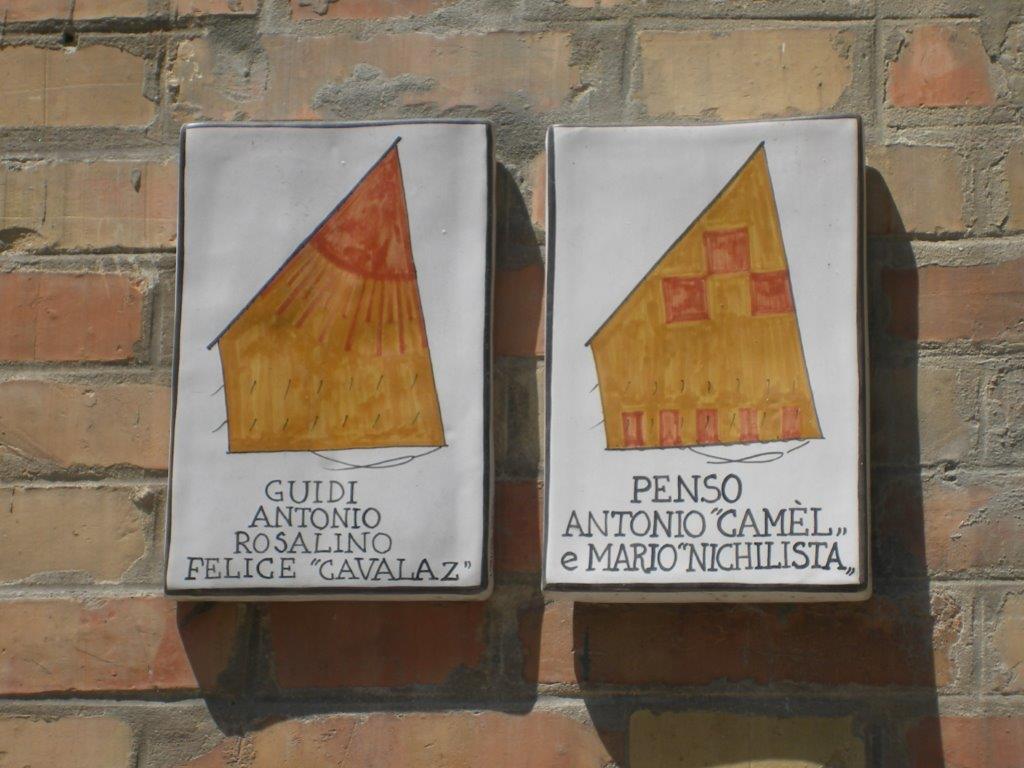 GUIDI
ANTONIO
ROSALINO
FELICE "CAVALAZ"
PENSO
ANTONIO "CAMÈL„
e MARIO "NICHILISTA„